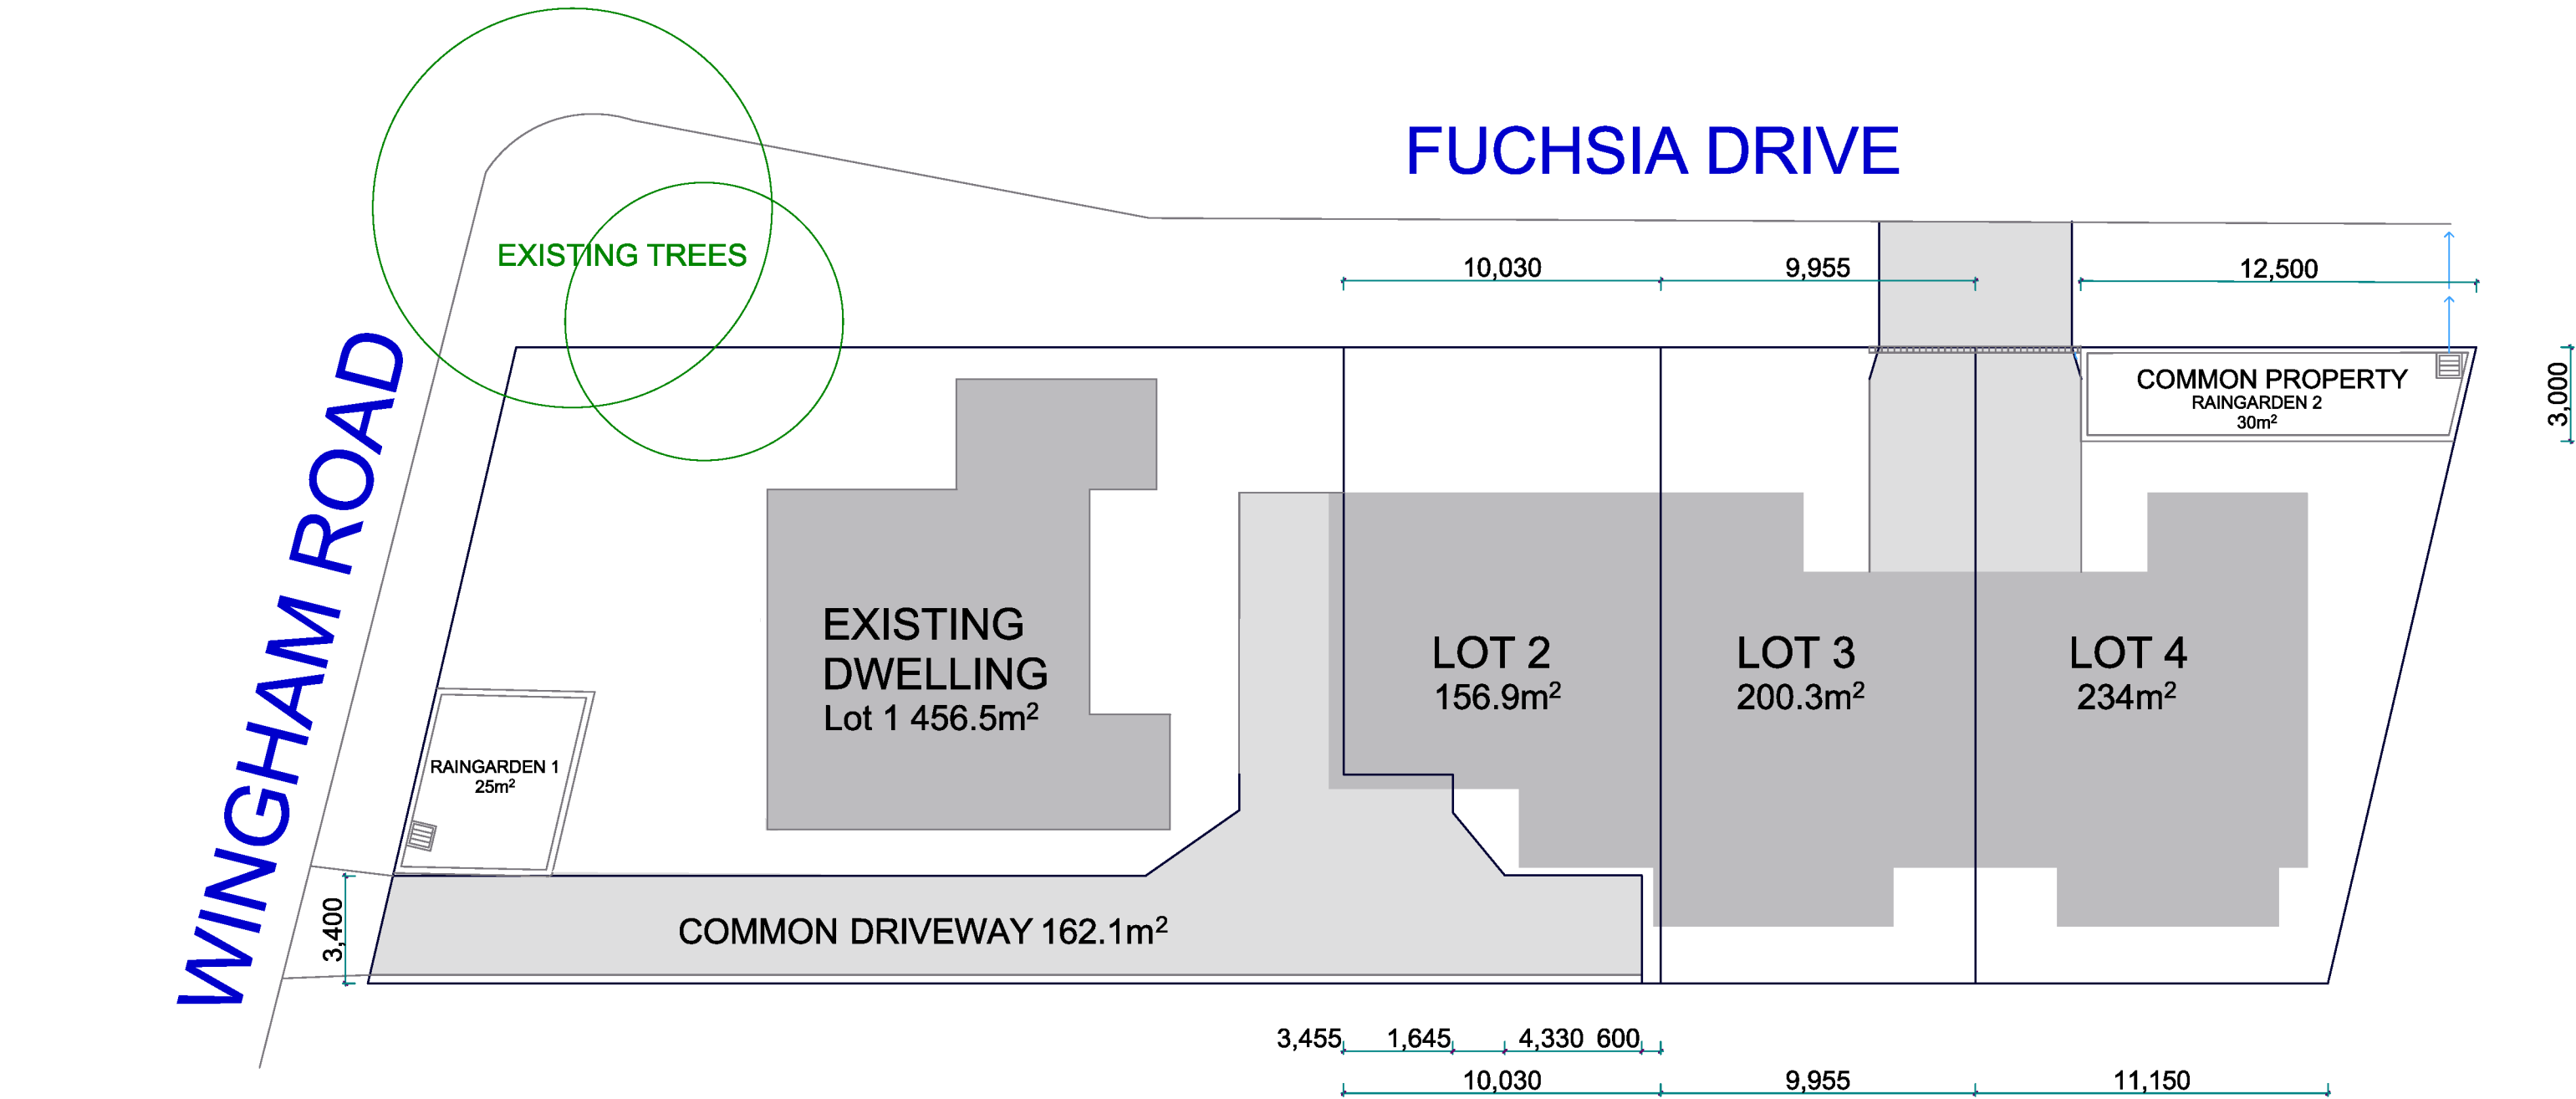 FUCHSIA DRIVE
EXISTING TREES
10,030
9,955
12,500
WINGHAM ROAD
3,000
COMMON PROPERTY
RAINGARDEN 2
30m²
EXISTING
DWELLING
Lot 1 456.5m²
LOT 2
156.9m²
LOT 3
200.3m²
LOT 4
234m²
RAINGARDEN 1
25m²
3,400
COMMON DRIVEWAY 162.1m²
3,455
1,645
4,330
600
10,030
9,955
11,150